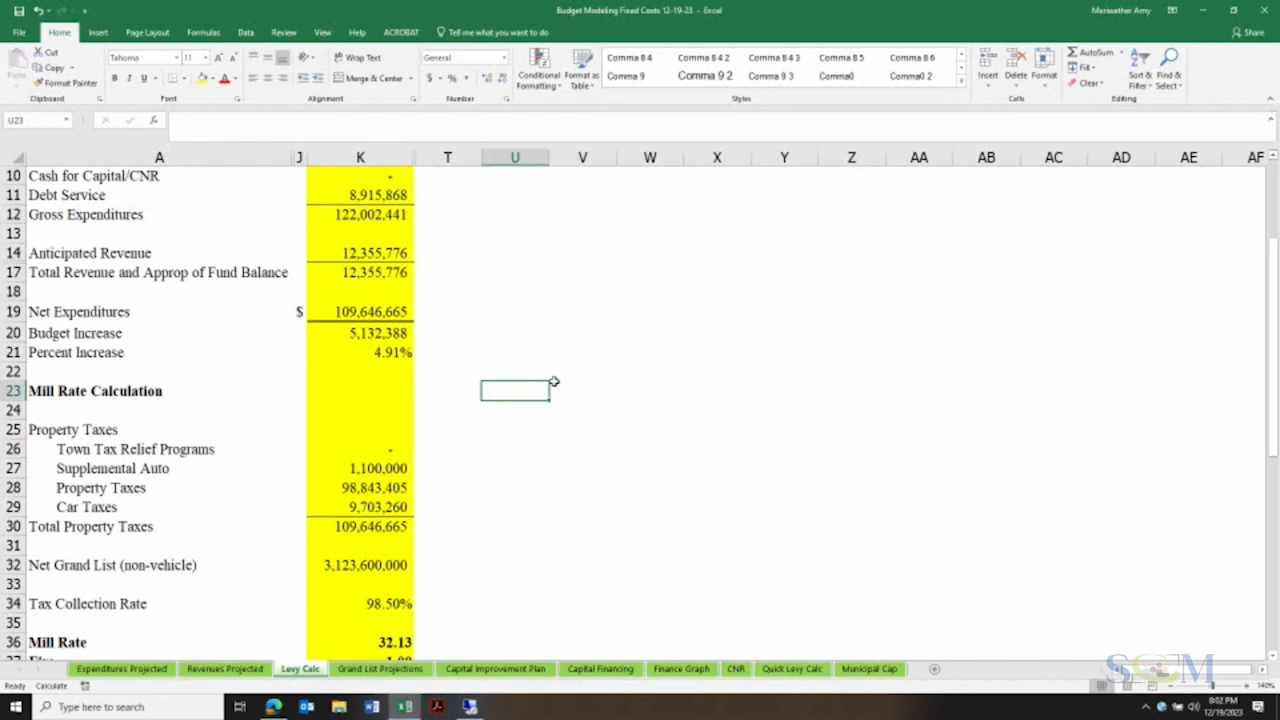 Budget Modeling Fixed Costs 12-19-23 - Excel
Meriwether Amy
File Home Insert Page Layout Formulas Data Review View Help ACROBAT Tell me what you want to do Share
Cut
Copy
Format Painter
Paste
Clipboard
Tahoma 11
B I U
Font
Wrap Text
Merge & Center
Alignment
General
$ % ,
Number
Conditional Formatting
Format as Table
Comma 8 4 Comma 8 4 2 Comma 8 4 3 Comma 8 5 Comma 8 6
Comma 9 Comma 9 2 Comma 9 3 Comma0 Comma0 2
Styles
Insert Delete Format
Cells
AutoSum
Fill
Clear
Sort & Filter
Find & Select
Editing
U23
fx
A J K T U V W X Y Z AA AB AC AD AE AF
10 Cash for Capital/CNR -
11 Debt Service 8,915,868
12 Gross Expenditures 122,002,441
13
14 Anticipated Revenue 12,355,776
17 Total Revenue and Approp of Fund Balance 12,355,776
18
19 Net Expenditures $ 109,646,665
20 Budget Increase 5,132,388
21 Percent Increase 4.91%
22
23 Mill Rate Calculation
24
25 Property Taxes
26 Town Tax Relief Programs -
27 Supplemental Auto 1,100,000
28 Property Taxes 98,843,405
29 Car Taxes 9,703,260
30 Total Property Taxes 109,646,665
31
32 Net Grand List (non-vehicle) 3,123,600,000
33
34 Tax Collection Rate 98.50%
35
36 Mill Rate 32.13
Expenditures Projected Revenues Projected Levy Calc Grand List Projections Capital Improvement Plan Capital Financing Finance Graph CNR Quick Levy Calc Municipal Cap
Ready Calculate 140%
Type here to search
8:02 PM
12/19/2023